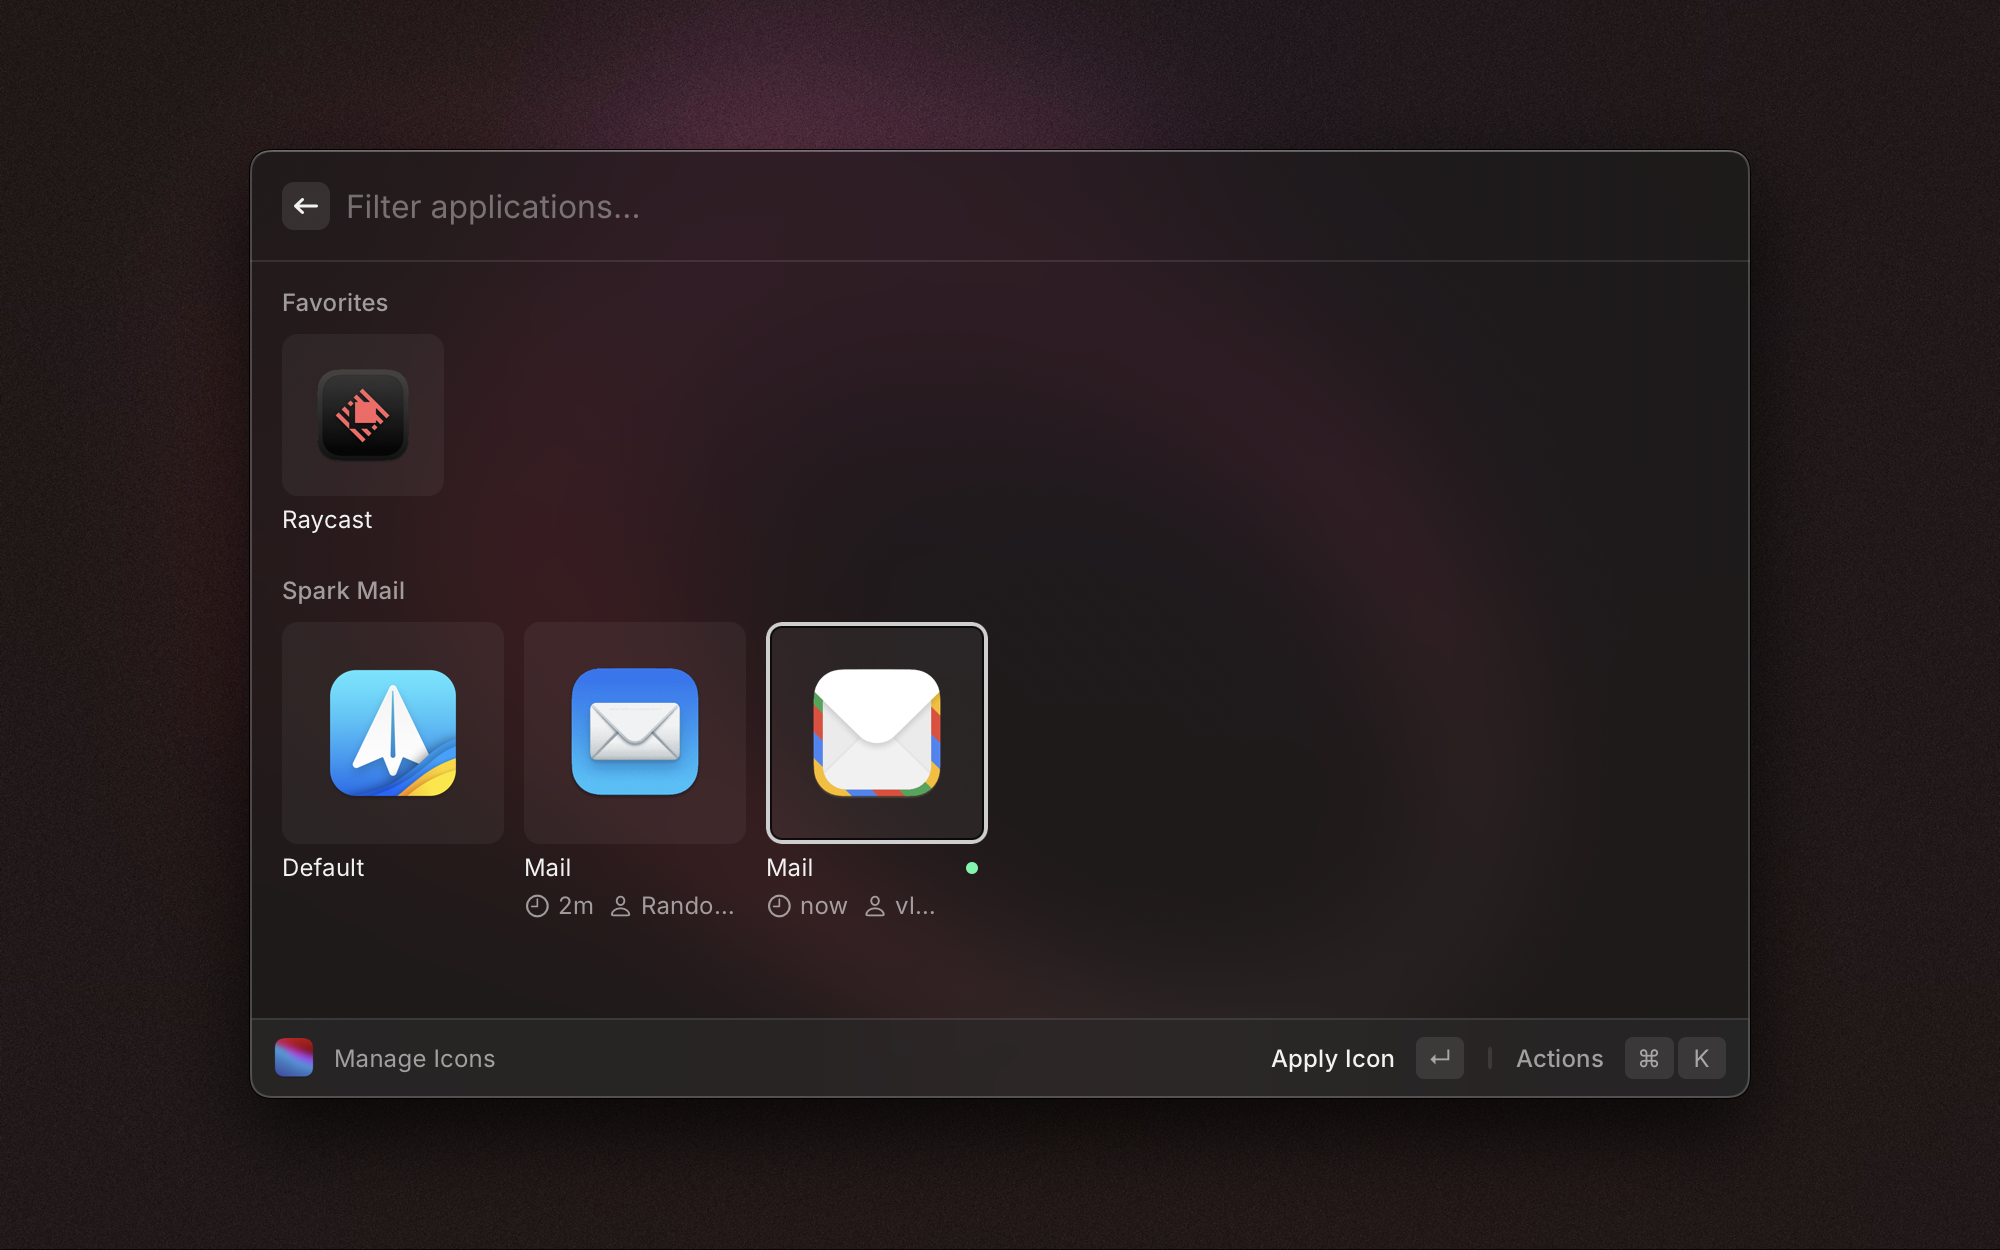 Filter applications...
Favorites
Raycast
Spark Mail
Default
Mail
2m Rando...
Mail
now vl...
Manage Icons
Apply Icon ↵ Actions ⌘ K